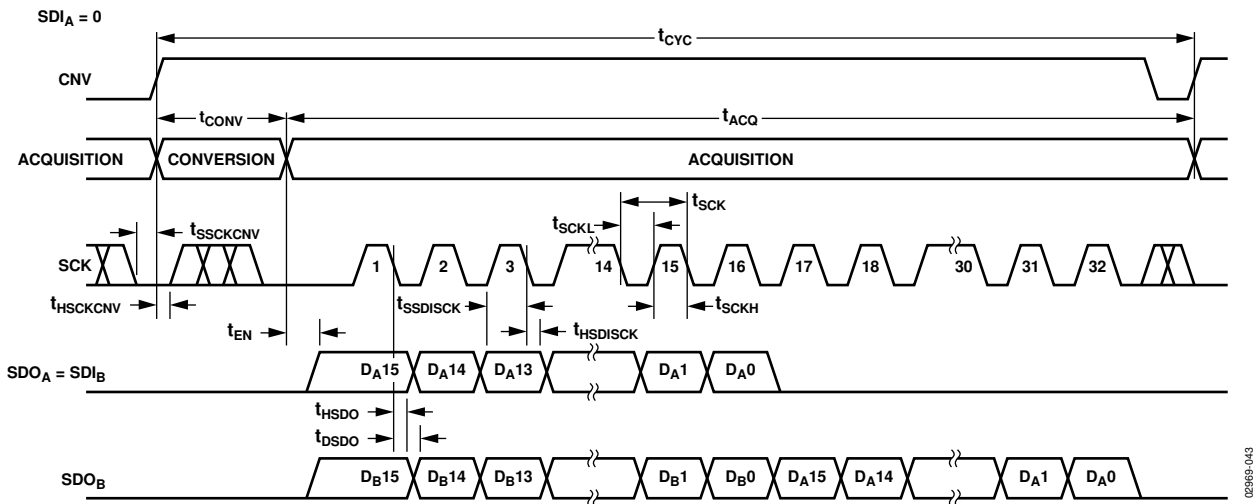 SDIA = 0
tCYC
CNV
tCONV
tACQ
ACQUISITION
CONVERSION
ACQUISITION
tSCK
tSCKL
tSSCKCNV
SCK
1 2 3 14 15 16 17 18 30 31 32
tHSCKCNV
tSSDISCK
tSCKH
tEN
tHSDISCK
SDOA = SDIB
DA15 DA14 DA13 DA1 DA0
tHSDO
tDSDO
SDOB
DB15 DB14 DB13 DB1 DB0 DA15 DA14 DA1 DA0
02989-043